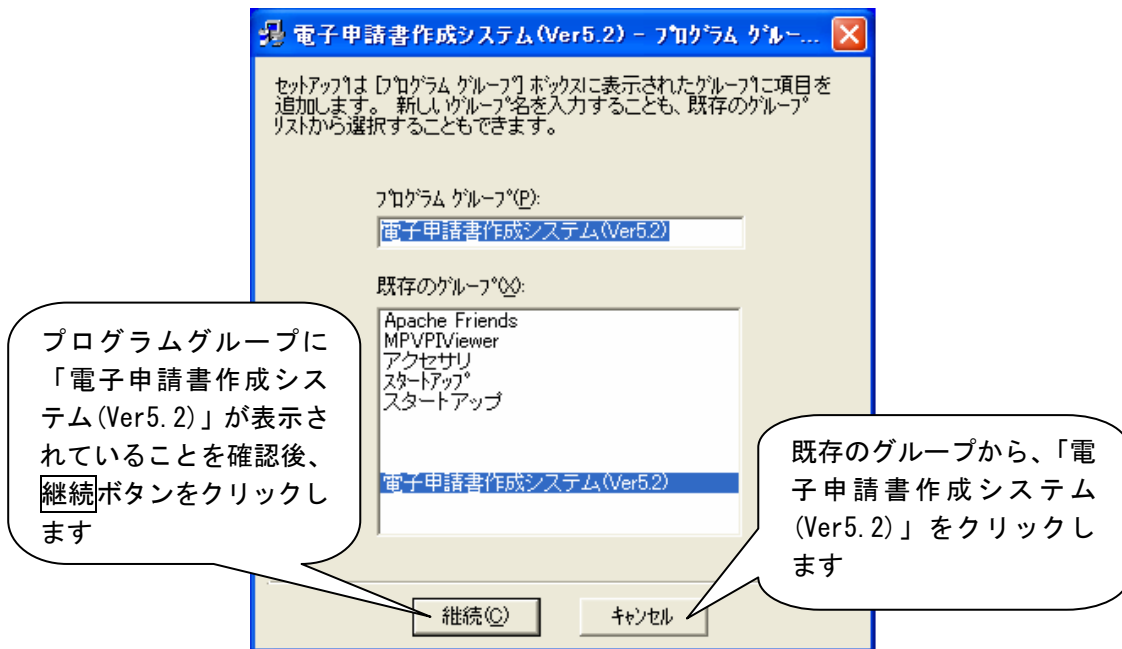 電子申請書作成システム(Ver5.2) - ﾌﾟﾛｸﾞﾗﾑ ｸﾞﾙｰ...
ｾｯﾄｱｯﾌﾟは [ﾌﾟﾛｸﾞﾗﾑ ｸﾞﾙｰﾌﾟ] ﾎﾞｯｸｽに表示されたｸﾞﾙｰﾌﾟに項目を
追加します。 新しいｸﾞﾙｰﾌﾟ名を入力することも、既存のｸﾞﾙｰﾌﾟ
ﾘｽﾄから選択することもできます。
ﾌﾟﾛｸﾞﾗﾑ ｸﾞﾙｰﾌﾟ(P):
電子申請書作成システム(Ver5.2)
既存のｸﾞﾙｰﾌﾟ(X):
Apache Friends
MPVPIViewer
アクセサリ
ｽﾀｰﾄｱｯﾌﾟ
スタートアップ
電子申請書作成システム(Ver5.2)
プログラムグループに
「電子申請書作成シス
テム(Ver5.2)」が表示さ
れていることを確認後、
継続ボタンをクリックし
ます
既存のグループから、「電
子申請書作成システム
(Ver5.2)」をクリックし
ます
継続(C)
ｷｬﾝｾﾙ